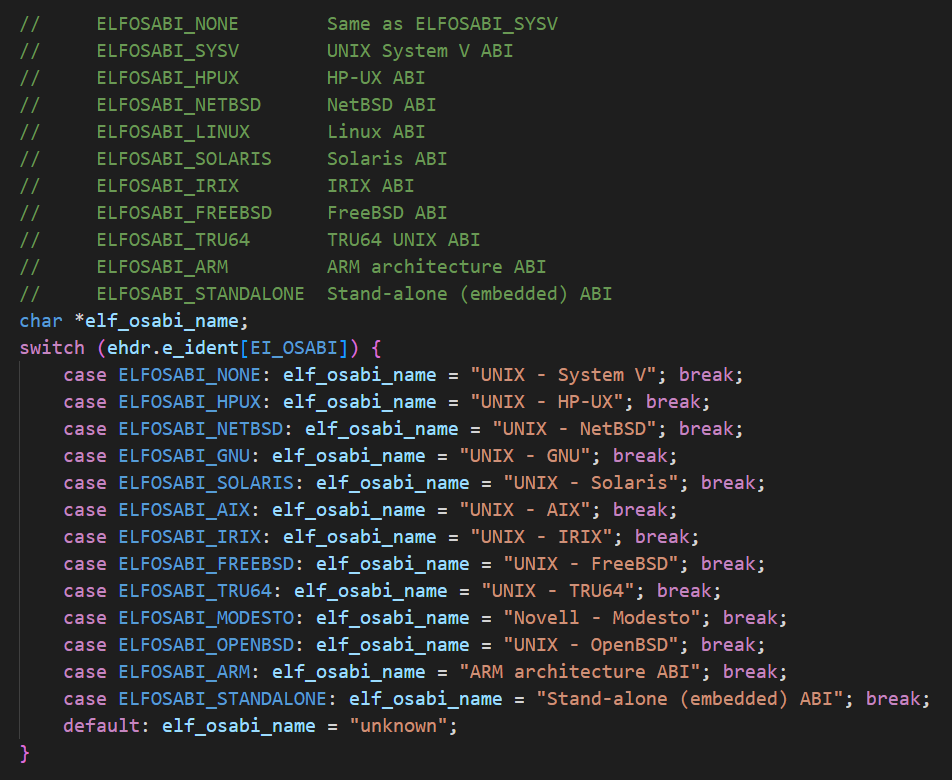 //     ELFOSABI_NONE        Same as ELFOSABI_SYSV
//     ELFOSABI_SYSV        UNIX System V ABI
//     ELFOSABI_HPUX        HP-UX ABI
//     ELFOSABI_NETBSD      NetBSD ABI
//     ELFOSABI_LINUX       Linux ABI
//     ELFOSABI_SOLARIS     Solaris ABI
//     ELFOSABI_IRIX        IRIX ABI
//     ELFOSABI_FREEBSD     FreeBSD ABI
//     ELFOSABI_TRU64       TRU64 UNIX ABI
//     ELFOSABI_ARM         ARM architecture ABI
//     ELFOSABI_STANDALONE  Stand-alone (embedded) ABI
char *elf_osabi_name;
switch (ehdr.e_ident[EI_OSABI]) {
    case ELFOSABI_NONE: elf_osabi_name = "UNIX - System V"; break;
    case ELFOSABI_HPUX: elf_osabi_name = "UNIX - HP-UX"; break;
    case ELFOSABI_NETBSD: elf_osabi_name = "UNIX - NetBSD"; break;
    case ELFOSABI_GNU: elf_osabi_name = "UNIX - GNU"; break;
    case ELFOSABI_SOLARIS: elf_osabi_name = "UNIX - Solaris"; break;
    case ELFOSABI_AIX: elf_osabi_name = "UNIX - AIX"; break;
    case ELFOSABI_IRIX: elf_osabi_name = "UNIX - IRIX"; break;
    case ELFOSABI_FREEBSD: elf_osabi_name = "UNIX - FreeBSD"; break;
    case ELFOSABI_TRU64: elf_osabi_name = "UNIX - TRU64"; break;
    case ELFOSABI_MODESTO: elf_osabi_name = "Novell - Modesto"; break;
    case ELFOSABI_OPENBSD: elf_osabi_name = "UNIX - OpenBSD"; break;
    case ELFOSABI_ARM: elf_osabi_name = "ARM architecture ABI"; break;
    case ELFOSABI_STANDALONE: elf_osabi_name = "Stand-alone (embedded) ABI"; break;
    default: elf_osabi_name = "unknown";
}